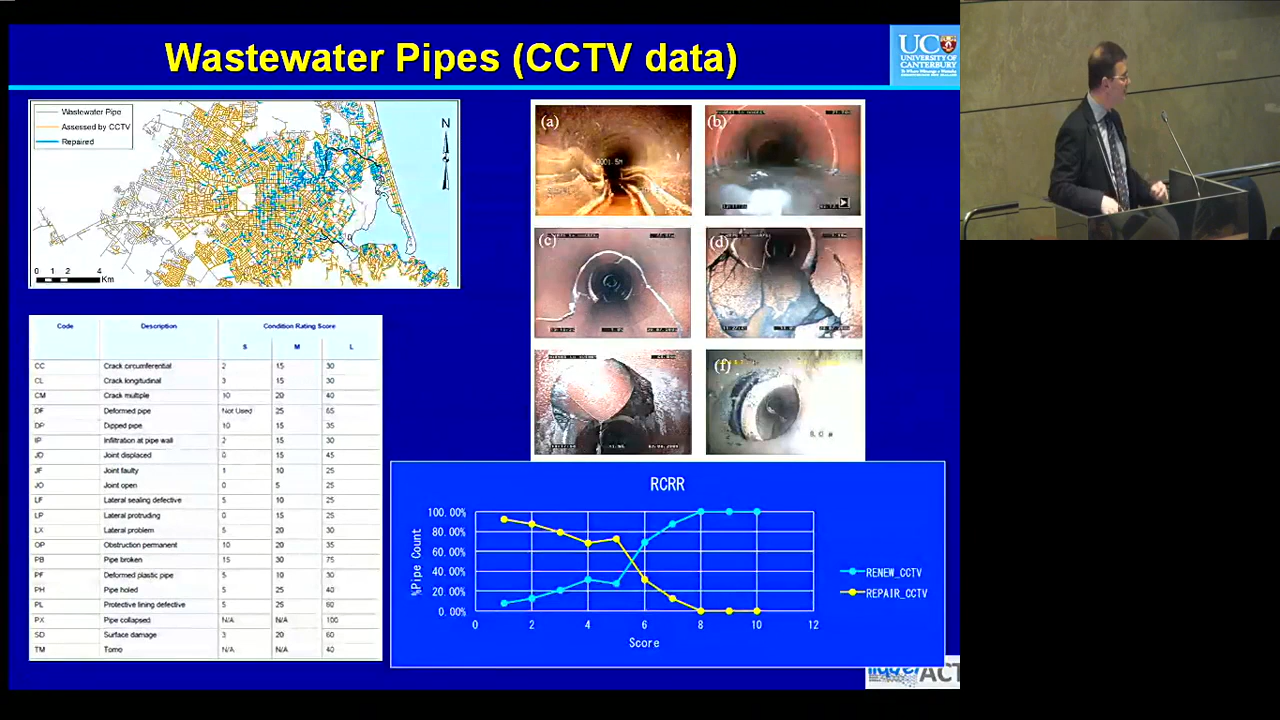 Wastewater Pipes (CCTV data)
UC
UNIVERSITY OF
CANTERBURY
Wastewater Pipe
Assessed by CCTV
Repaired
N
0 1 2 4
Km
(a)
(b)
(c)
(d)
(f)
Code Description Condition Rating Score
S M L
CC Crack circumferential 2 15 30
CL Crack longitudinal 3 15 30
CM Crack multiple 10 20 40
DF Deformed pipe Not Used 25 65
DP Dipped pipe 10 15 35
IP Infiltration at pipe wall 2 15 30
JD Joint displaced 0 15 45
JF Joint faulty 1 10 25
JO Joint open 0 5 25
LF Lateral sealing defective 5 10 25
LP Lateral protruding 0 15 25
LX Lateral problem 5 20 30
OP Obstruction permanent 10 20 35
PB Pipe broken 15 30 75
PF Deformed plastic pipe 5 10 30
PH Pipe holed 5 25 40
PL Protective lining defective 5 25 60
PX Pipe collapsed N/A N/A 100
SD Surface damage 3 20 60
TM Tomo N/A N/A 40
RCRR
100.00%
80.00%
60.00%
40.00%
20.00%
0.00%
%Pipe Count
0 2 4 6 8 10 12
Score
RENEW_CCTV
REPAIR_CCTV
ACT